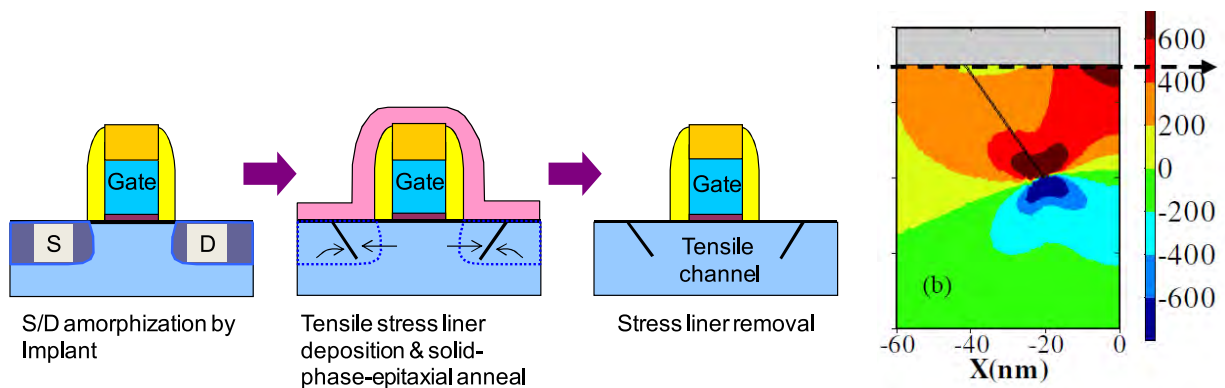 Gate
S
D
S/D amorphization by
Implant
Gate
Tensile stress liner
deposition & solid-
phase-epitaxial anneal
Gate
Tensile
channel
Stress liner removal
(b)
-60
-40
-20
0
X(nm)
600
400
200
0
-200
-400
-600